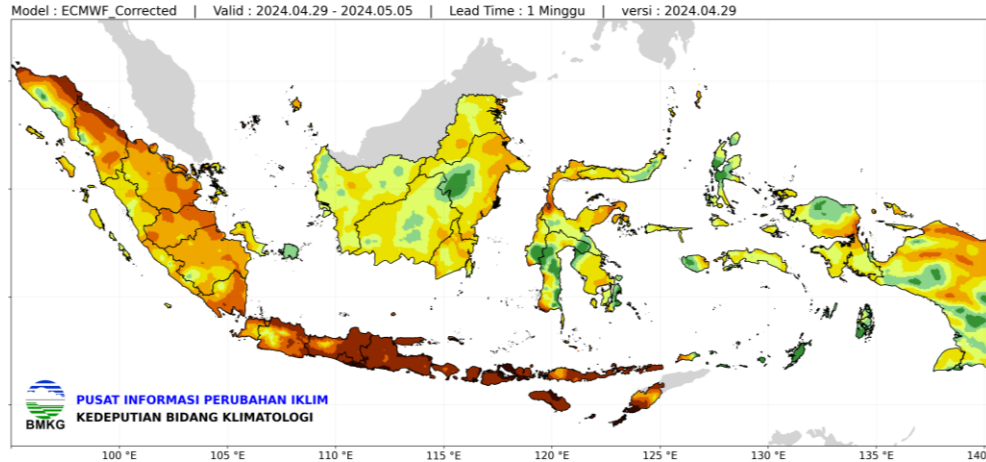 Model : ECMWF_Corrected | Valid : 2024.04.29 - 2024.05.05 | Lead Time : 1 Minggu | versi : 2024.04.29
PUSAT INFORMASI PERUBAHAN IKLIM
KEDEPUTIAN BIDANG KLIMATOLOGI
BMKG
100 °E 105 °E 110 °E 115 °E 120 °E 125 °E 130 °E 135 °E